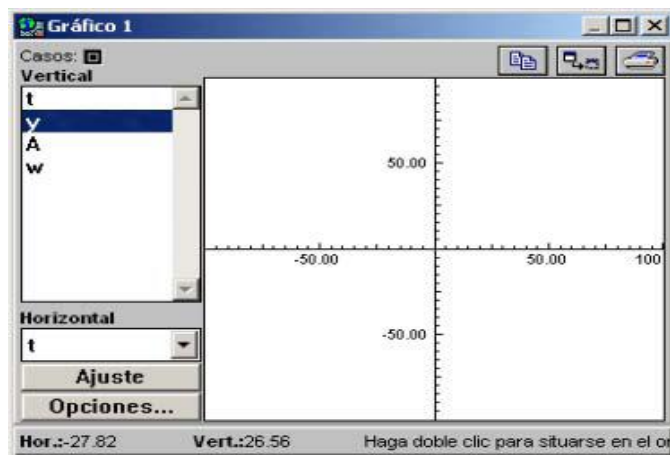 Gráfico 1
Casos:
Vertical
t
y
A
w
50.00
-50.00
50.00
100
-50.00
Horizontal
t
Ajuste
Opciones...
Hor.:-27.82 Vert.:26.56 Haga doble clic para situarse en el or